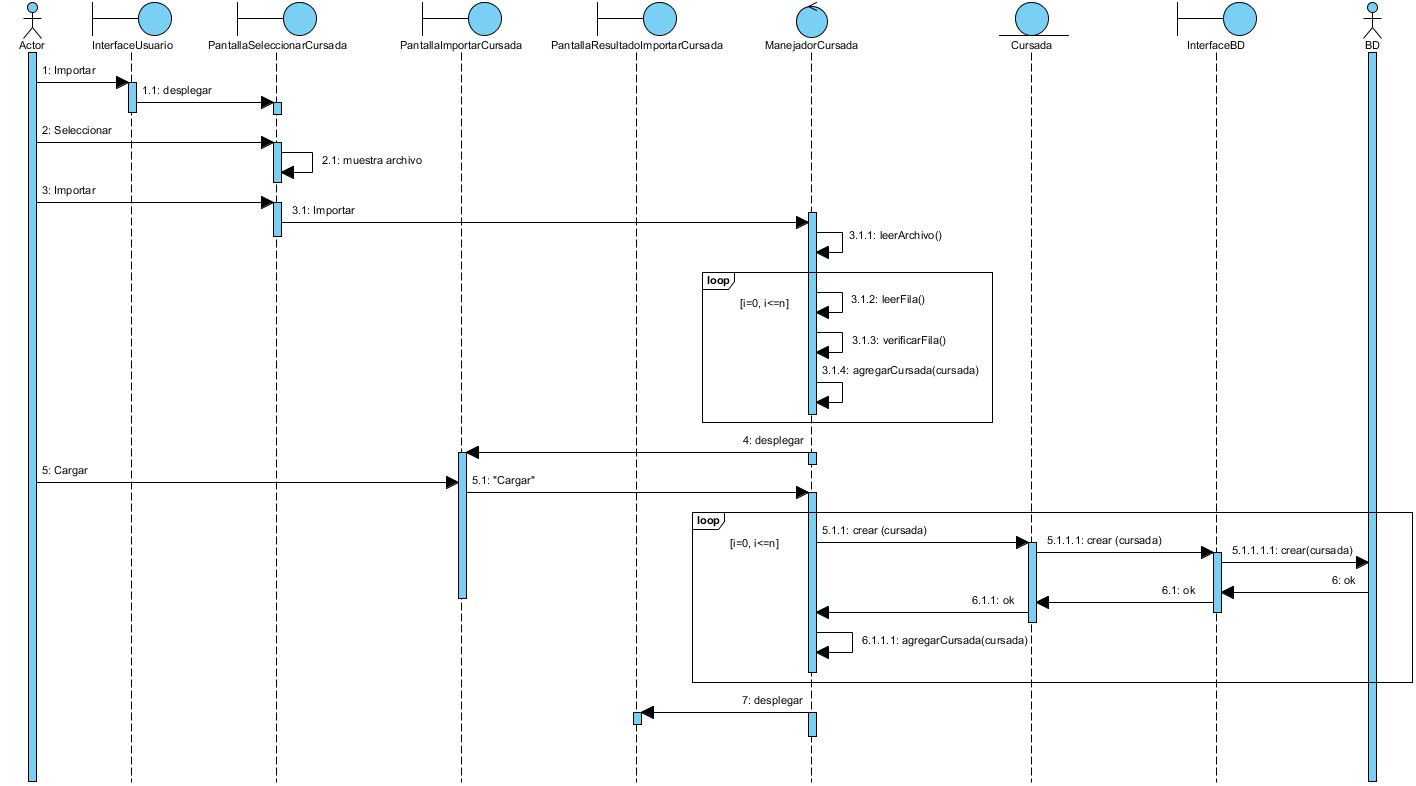 Actor
InterfaceUsuario
PantallaSeleccionarCursada
PantallaImportarCursada
PantallaResultadoImportarCursada
ManejadorCursada
Cursada
InterfaceBD
BD
1: Importar
1.1: desplegar
2: Seleccionar
2.1: muestra archivo
3: Importar
3.1: Importar
3.1.1: leerArchivo()
loop
[i=0, i<=n]
3.1.2: leerFila()
3.1.3: verificarFila()
3.1.4: agregarCursada(cursada)
4: desplegar
5: Cargar
5.1: "Cargar"
loop
[i=0, i<=n]
5.1.1: crear (cursada)
5.1.1.1: crear (cursada)
5.1.1.1.1: crear(cursada)
6: ok
6.1: ok
6.1.1: ok
6.1.1.1: agregarCursada(cursada)
7: desplegar